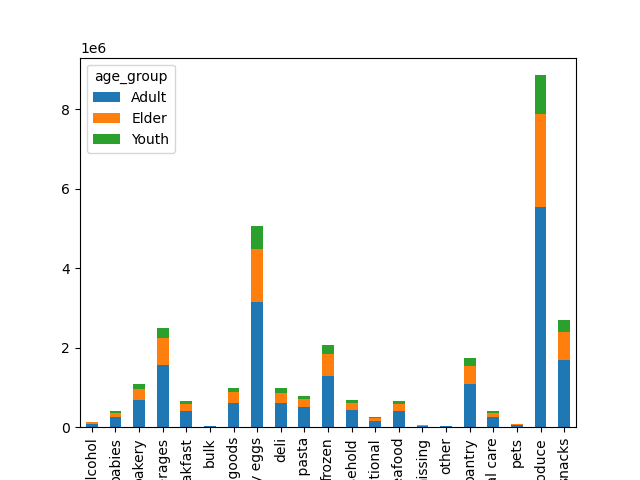 1e6
age_group
Adult
Elder
Youth
8
6
4
2
0
lcohol
babies
bakery
erages
akfast
bulk
goods
y eggs
deli
pasta
frozen
ehold
tional
eafood
issing
other
pantry
l care
pets
oduce
snacks